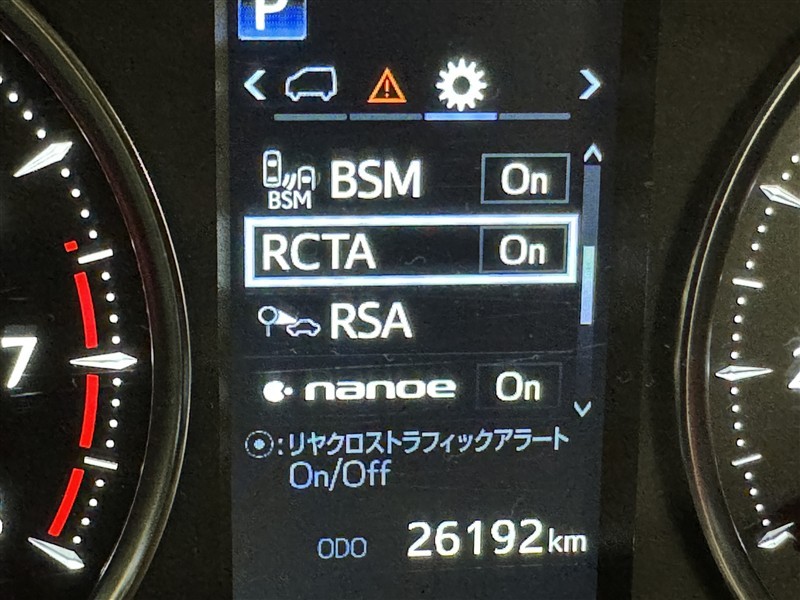 P
BSM BSM On
RCTA On
RSA
nanoe On
:リヤクロストラフィックアラート
On/Off
ODO 26192km
7